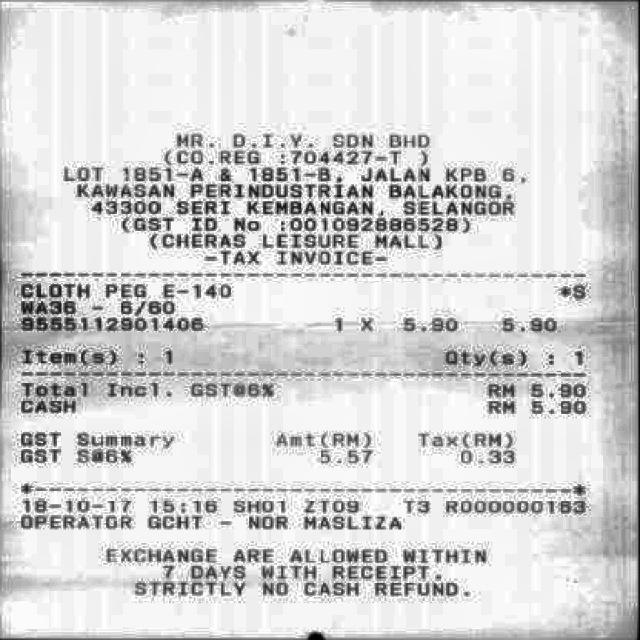 MR. D.I.Y. SDN BHD
(CO.REG :704427-T )
LOT 1851-A & 1851-B, JALAN KPB 6,
KAWASAN PERINDUSTRIAN BALAKONG,
43300 SERI KEMBANGAN, SELANGOR
(GST ID No :001092886528)
(CHERAS LEISURE MALL)
-TAX INVOICE-
CLOTH PEG E-140 *S
WA36 - 6/60
9555112901406 1 X 5.90 5.90
Item(s) : 1 Qty(s) : 1
Total Incl. GST@6% RM 5.90
CASH RM 5.90
GST Summary Amt(RM) Tax(RM)
GST S@6% 5.57 0.33
18-10-17 15:16 SH01 ZT09 T3 R000000163
OPERATOR GCHT - NOR MASLIZA
EXCHANGE ARE ALLOWED WITHIN
7 DAYS WITH RECEIPT.
STRICTLY NO CASH REFUND.